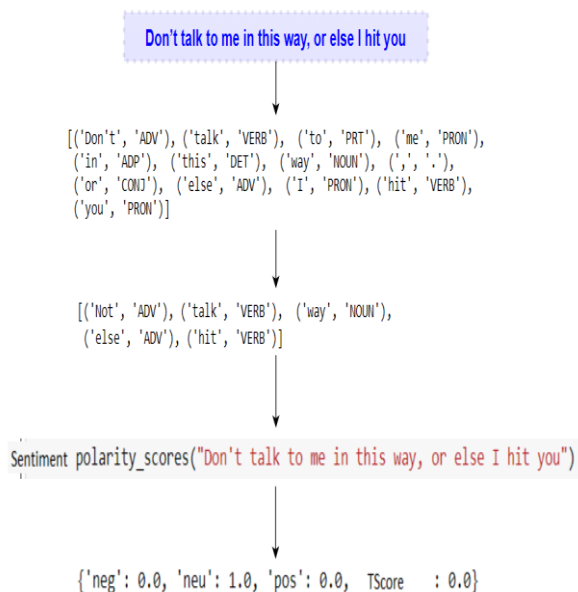 Don't talk to me in this way, or else I hit you
[('Don't', 'ADV'), ('talk', 'VERB'), ('to', 'PRT'), ('me', 'PRON'),
('in', 'ADP'), ('this', 'DET'), ('way', 'NOUN'), (',', '.'),
('or', 'CONJ'), ('else', 'ADV'), ('I', 'PRON'), ('hit', 'VERB'),
('you', 'PRON')]
[('Not', 'ADV'), ('talk', 'VERB'), ('way', 'NOUN'),
('else', 'ADV'), ('hit', 'VERB')]
Sentiment polarity_scores("Don't talk to me in this way, or else I hit you")
{'neg': 0.0, 'neu': 1.0, 'pos': 0.0, TScore : 0.0}